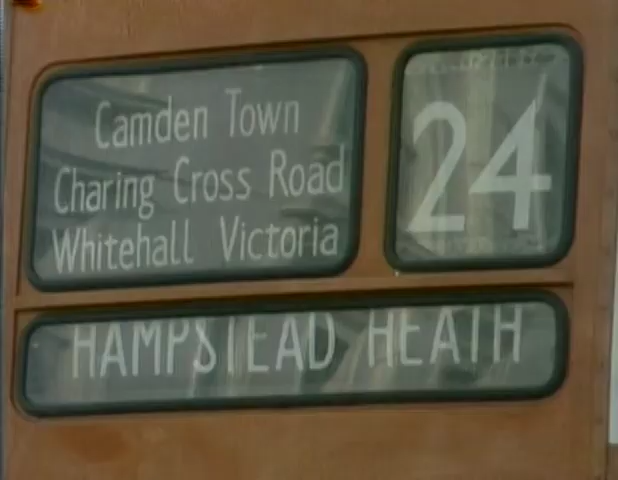 Camden Town
Charing Cross Road
Whitehall Victoria
24
HAMPSTEAD HEATH